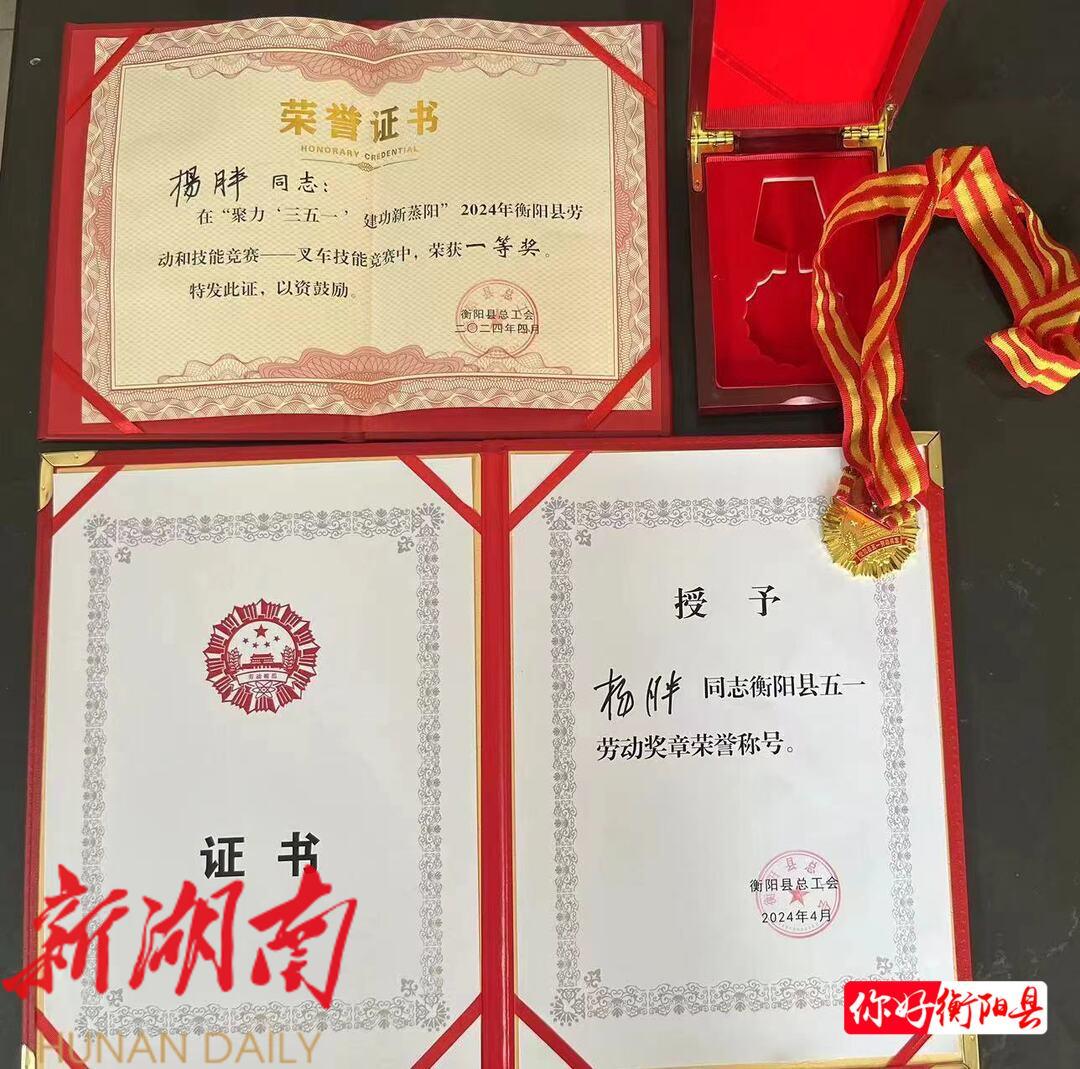 荣誉证书
HONORARY CREDENTIAL
杨胖 同志：
在“聚力‘三五一’ 建功新蒸阳”2024年衡阳县劳
动和技能竞赛——叉车技能竞赛中，荣获一等奖。
特发此证，以资鼓励。
衡阳县总工会
二〇二四年四月
劳动模范
证书
授 予
杨胖 同志衡阳县五一
劳动奖章荣誉称号。
衡阳县总工会
2024年4月
新湖南
HUNAN DAILY
你好衡阳县